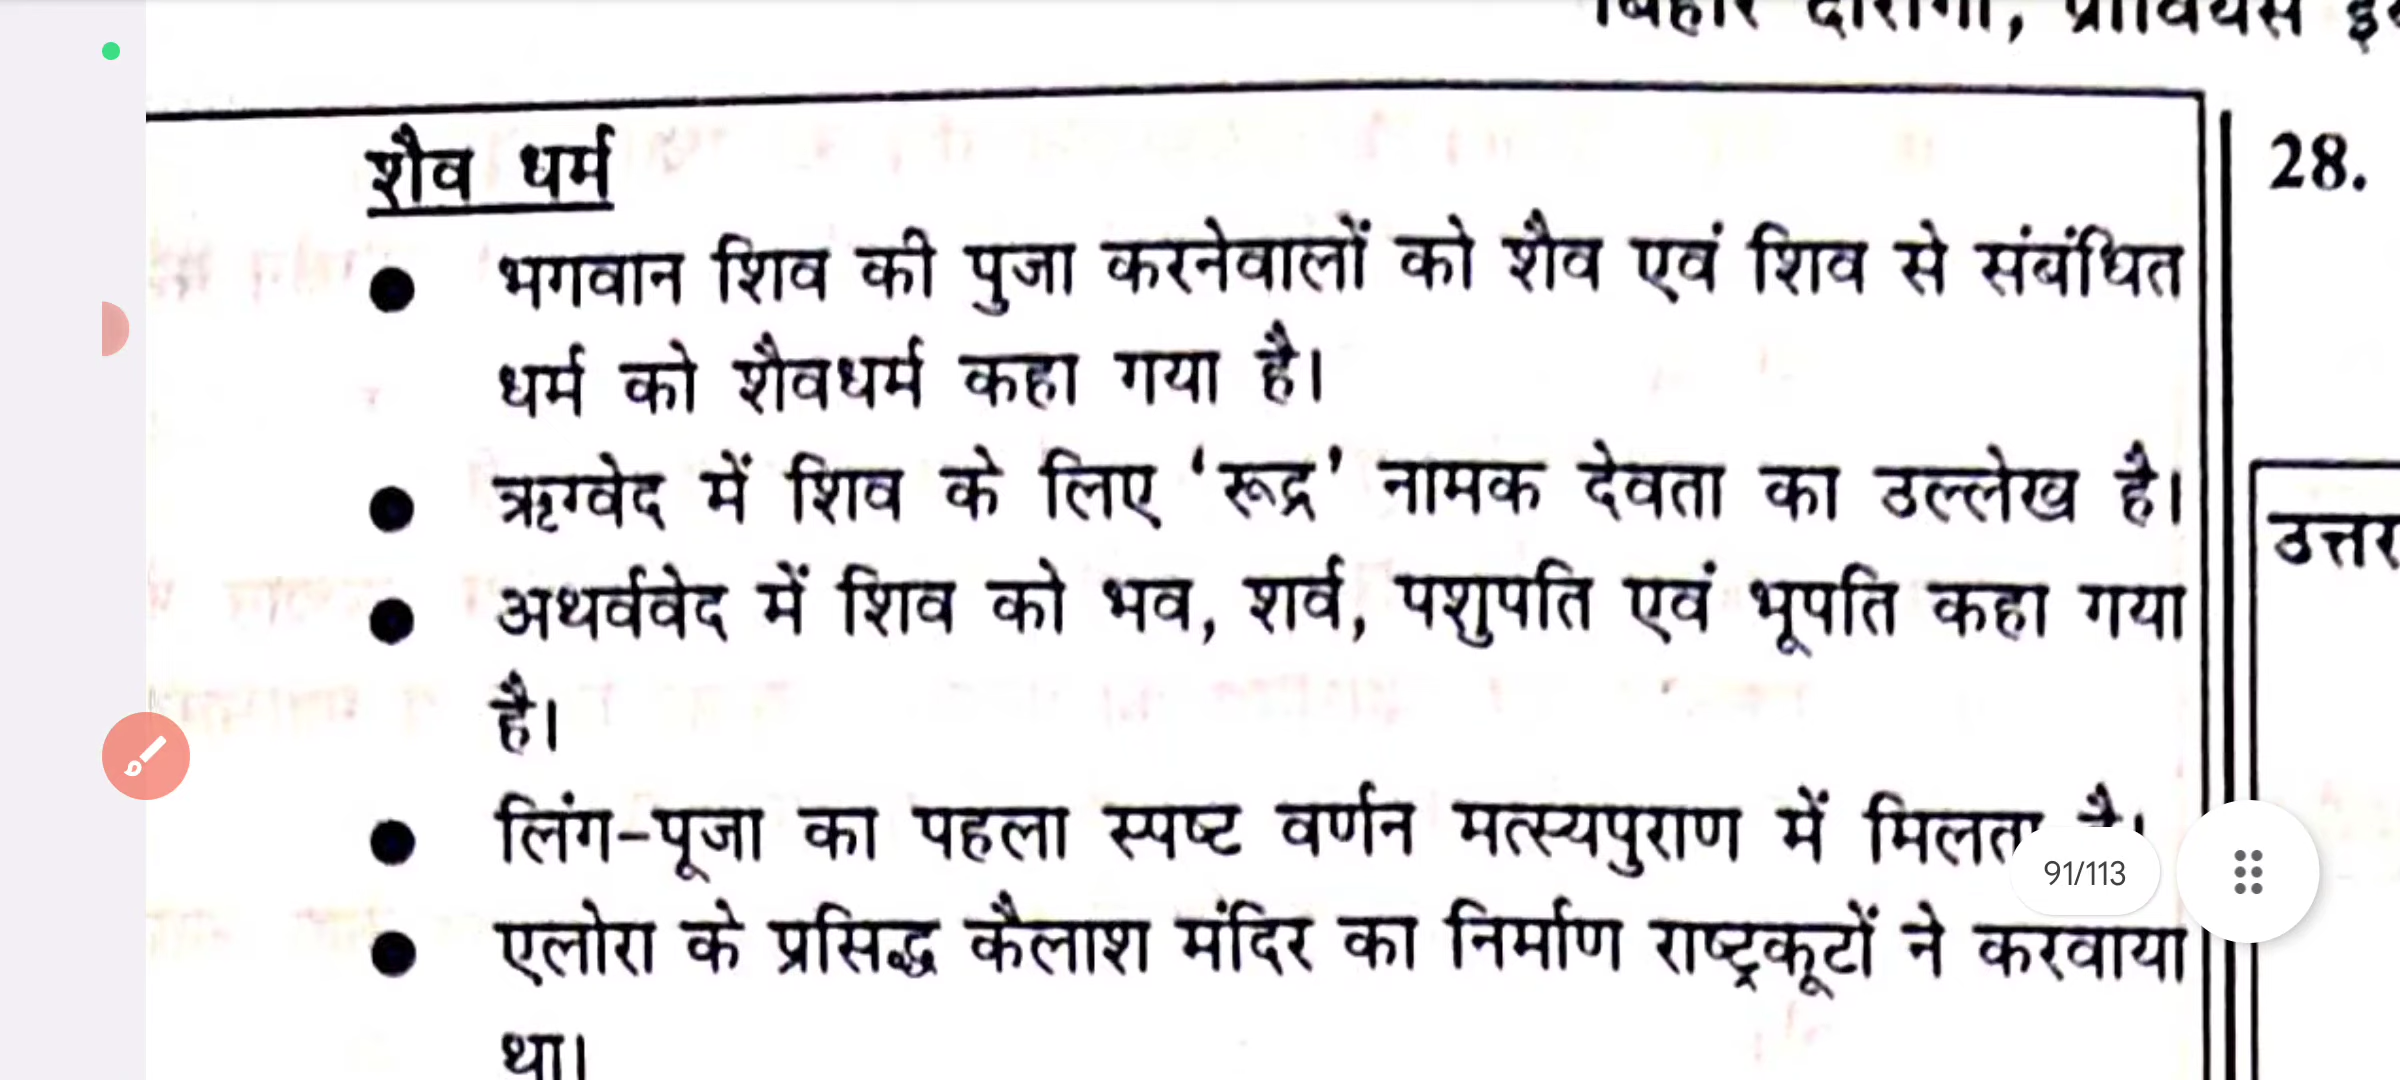 बिहार दारोगा, प्रीवियस
शैव धर्म
● भगवान शिव की पुजा करनेवालों को शैव एवं शिव से संबंधित
धर्म को शैवधर्म कहा गया है।
● ऋग्वेद में शिव के लिए ‘रूद्र’ नामक देवता का उल्लेख है।
● अथर्ववेद में शिव को भव, शर्व, पशुपति एवं भूपति कहा गया
है।
● लिंग-पूजा का पहला स्पष्ट वर्णन मत्स्यपुराण में मिलता है।
● एलोरा के प्रसिद्ध कैलाश मंदिर का निर्माण राष्ट्रकूटों ने करवाया
था।
28.
उत्तर
91/113